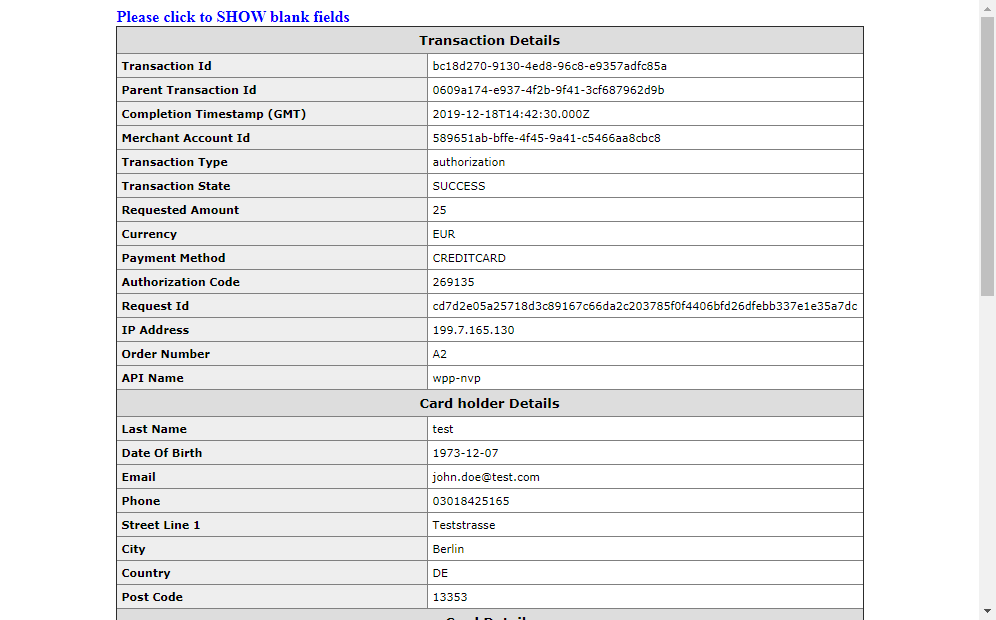 Please click to SHOW blank fields
Transaction Details
Transaction Id bc18d270-9130-4ed8-96c8-e9357adfc85a
Parent Transaction Id 0609a174-e937-4f2b-9f41-3cf687962d9b
Completion Timestamp (GMT) 2019-12-18T14:42:30.000Z
Merchant Account Id 589651ab-bffe-4f45-9a41-c5466aa8cbc8
Transaction Type authorization
Transaction State SUCCESS
Requested Amount 25
Currency EUR
Payment Method CREDITCARD
Authorization Code 269135
Request Id cd7d2e05a25718d3c89167c66da2c203785f0f4406bfd26dfebb337e1e35a7dc
IP Address 199.7.165.130
Order Number A2
API Name wpp-nvp
Card holder Details
Last Name test
Date Of Birth 1973-12-07
Email john.doe@test.com
Phone 03018425165
Street Line 1 Teststrasse
City Berlin
Country DE
Post Code 13353
Card Details